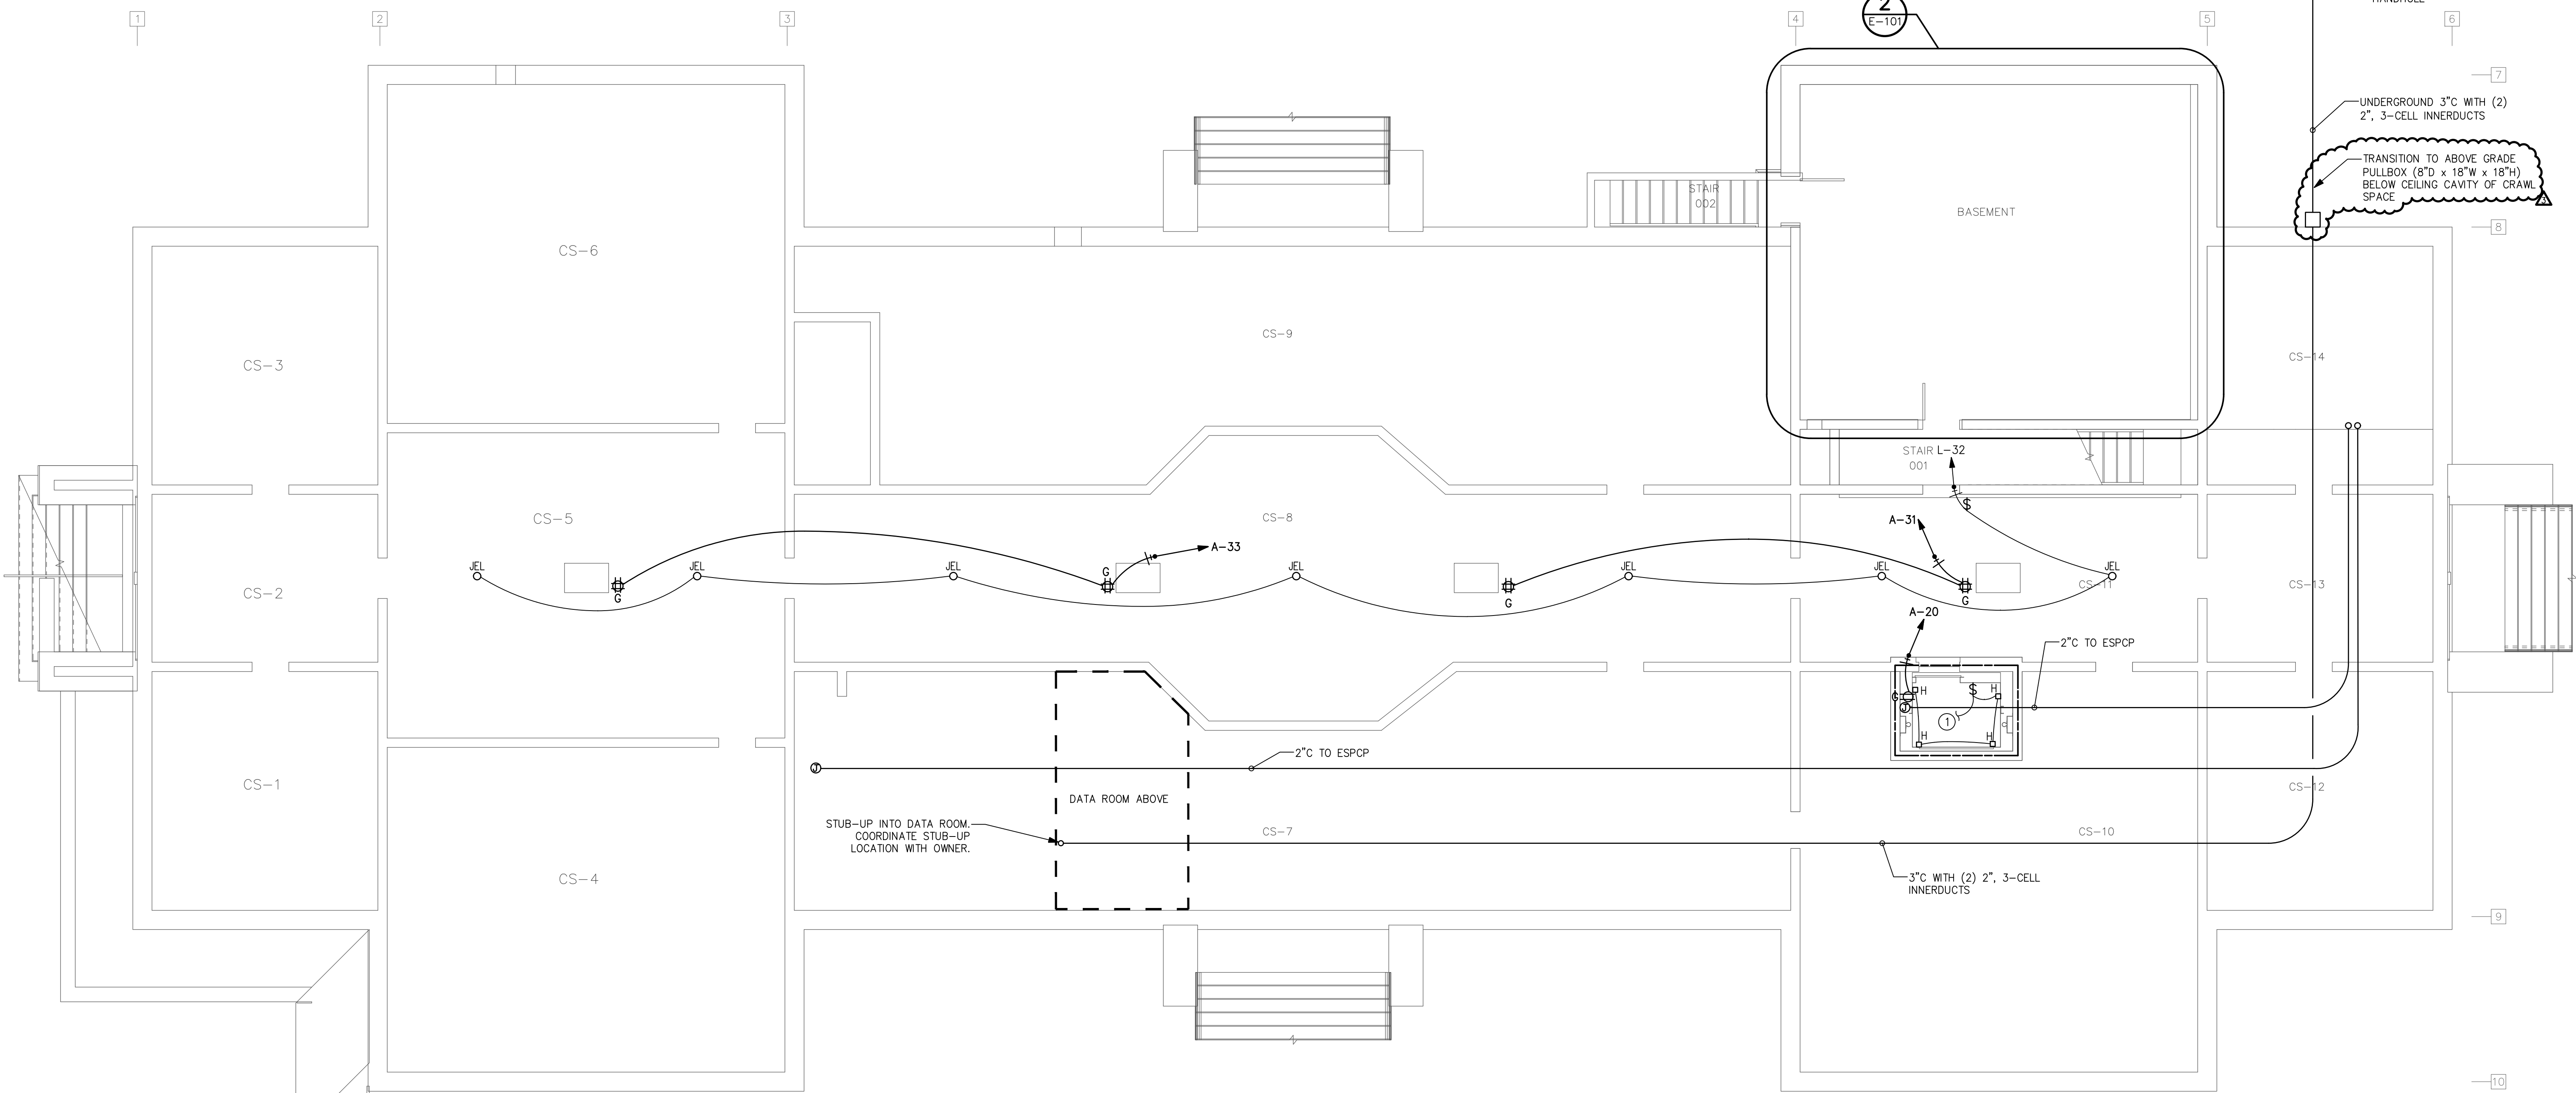 1
2
3
2
E-101
4
5
6
7
UNDERGROUND 3"C WITH (2)
2", 3-CELL INNERDUCTS
TRANSITION TO ABOVE GRADE
PULLBOX (8"D x 18"W x 18"H)
BELOW CEILING CAVITY OF CRAWL
SPACE
3
8
STAIR
002
BASEMENT
CS-6
CS-9
CS-3
CS-14
STAIR L-32
001
$
CS-5
CS-8
A-31
A-33
JEL
G
JEL
G
JEL
JEL
G
JEL
JEL
G
JEL
CS-11
CS-2
CS-13
A-20
2"C TO ESPCP
G
J
H
$
H
1
H
H
2"C TO ESPCP
J
CS-1
CS-12
DATA ROOM ABOVE
STUB-UP INTO DATA ROOM.
COORDINATE STUB-UP
LOCATION WITH OWNER.
CS-7
CS-10
CS-4
3"C WITH (2) 2", 3-CELL
INNERDUCTS
9
10